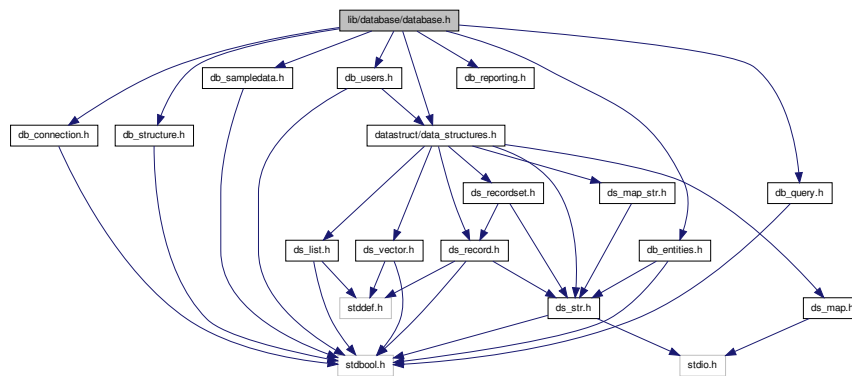 lib/database/database.h
db_sampledata.h
db_users.h
db_reporting.h
db_connection.h
db_structure.h
datastruct/data_structures.h
ds_recordset.h
ds_map_str.h
db_query.h
ds_list.h
ds_vector.h
ds_record.h
db_entities.h
stddef.h
ds_str.h
ds_map.h
stdbool.h
stdio.h